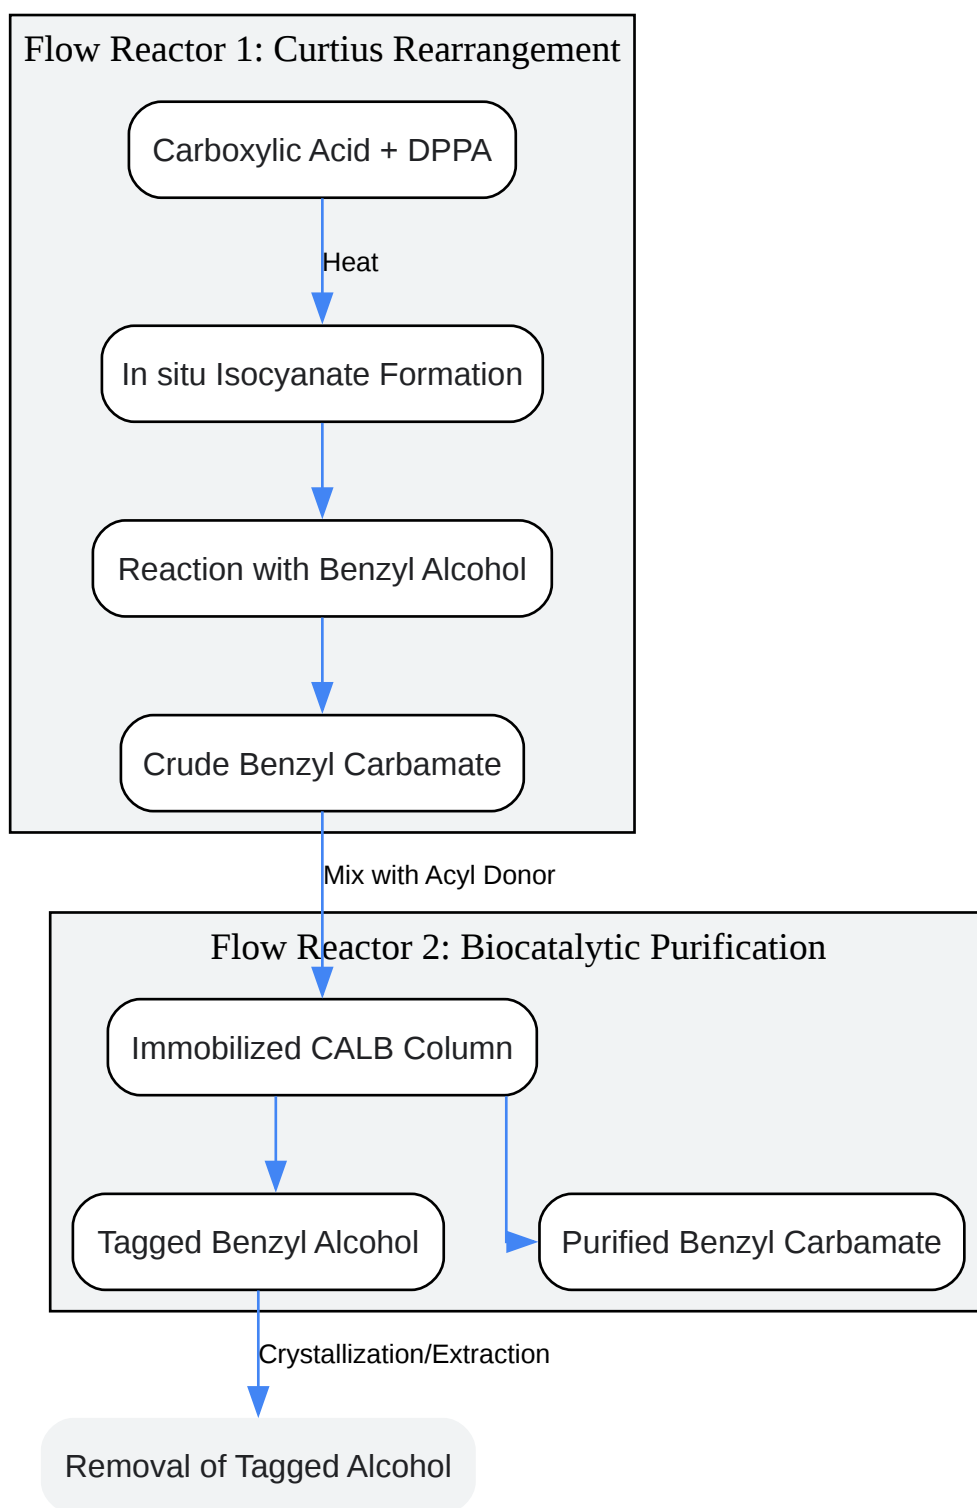 Flow Reactor 1: Curtius Rearrangement
Carboxylic Acid + DPPA
Heat
In situ Isocyanate Formation
Reaction with Benzyl Alcohol
Crude Benzyl Carbamate
Mix with Acyl Donor
Flow Reactor 2: Biocatalytic Purification
Immobilized CALB Column
Tagged Benzyl Alcohol
Purified Benzyl Carbamate
Crystallization/Extraction
Removal of Tagged Alcohol